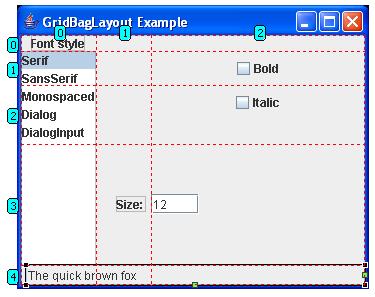 GridBagLayout Example
0 1 2
0 Font style
1 Serif
Bold
SansSerif
Monospaced
Italic
2 Dialog
DialogInput
3 Size: 12
4 The quick brown fox